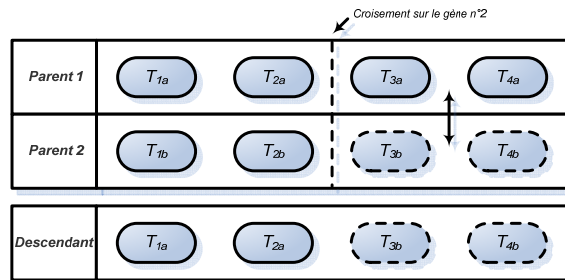 Croisement sur le gène n°2
Parent 1 T1a T2a T3a T4a
Parent 2 T1b T2b T3b T4b
Descendant T1a T2a T3b T4b